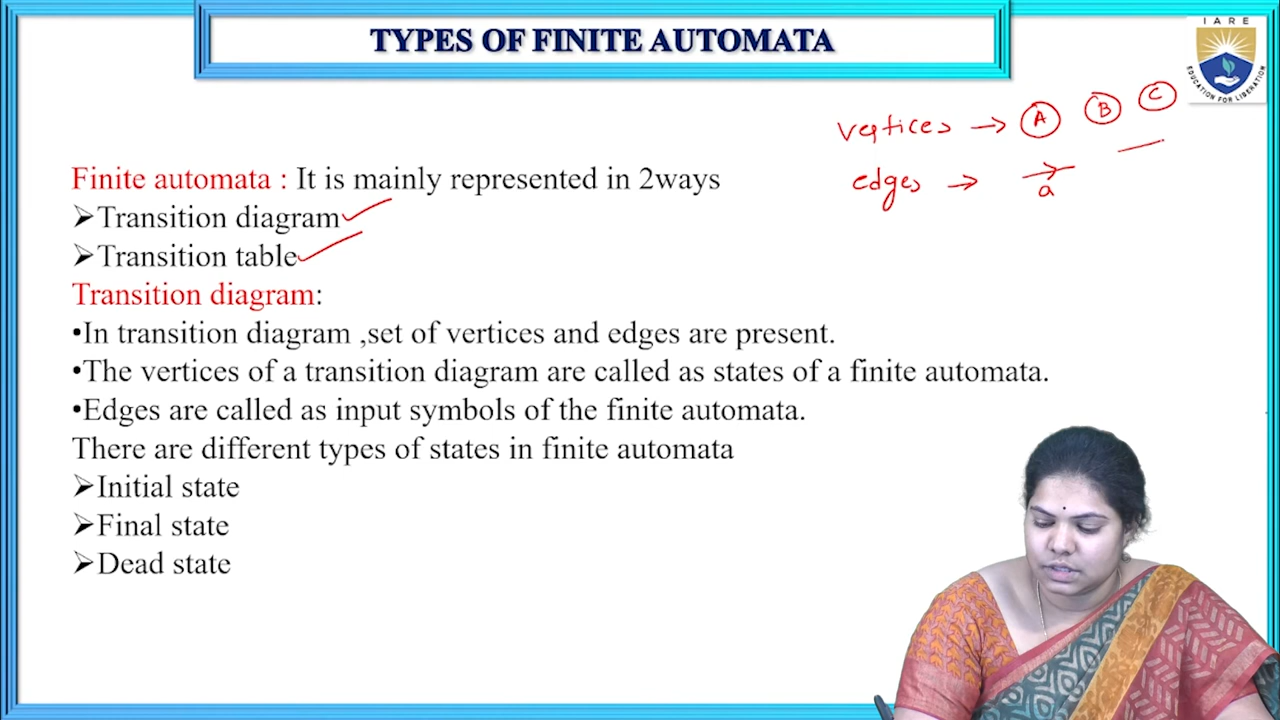 TYPES OF FINITE AUTOMATA
IARE
EDUCATION FOR LIBERATION
vertices → A B C
edges → a
Finite automata : It is mainly represented in 2ways
➢Transition diagram
➢Transition table
Transition diagram:
•In transition diagram ,set of vertices and edges are present.
•The vertices of a transition diagram are called as states of a finite automata.
•Edges are called as input symbols of the finite automata.
There are different types of states in finite automata
➢Initial state
➢Final state
➢Dead state